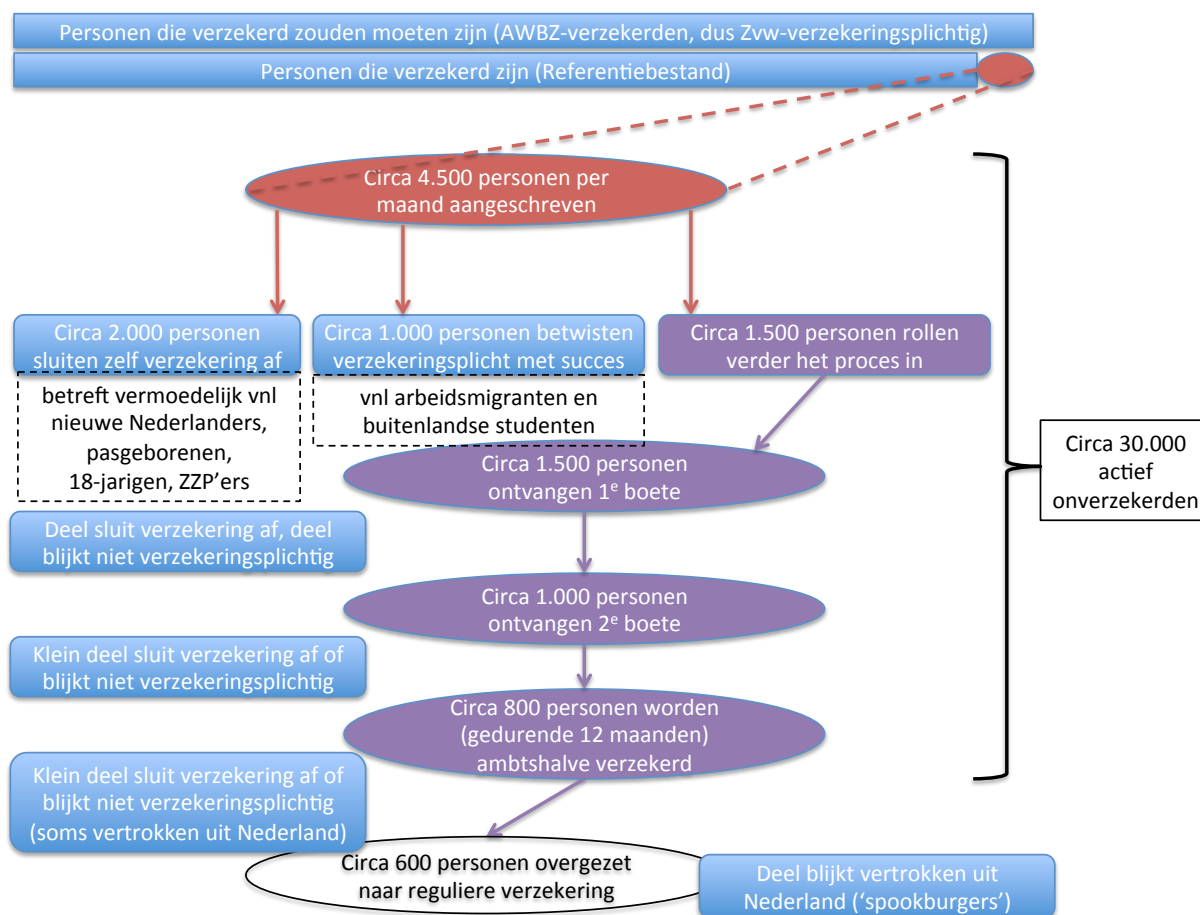 Personen die verzekerd zouden moeten zijn (AWBZ-verzekerden, dus Zvw-verzekeringsplichtig)
Personen die verzekerd zijn (Referentiebestand)
Circa 4.500 personen per
maand aangeschreven
Circa 2.000 personen
sluiten zelf verzekering af
Circa 1.000 personen betwisten
verzekeringsplicht met succes
Circa 1.500 personen rollen
verder het proces in
betreft vermoedelijk vnl
nieuwe Nederlanders,
pasgeborenen,
18-jarigen, ZZP’ers
vnl arbeidsmigranten en
buitenlandse studenten
Circa 30.000
actief
onverzekerden
Circa 1.500 personen
ontvangen 1e boete
Deel sluit verzekering af, deel
blijkt niet verzekeringsplichtig
Circa 1.000 personen
ontvangen 2e boete
Klein deel sluit verzekering af of
blijkt niet verzekeringsplichtig
Circa 800 personen worden
(gedurende 12 maanden)
ambtshalve verzekerd
Klein deel sluit verzekering af of
blijkt niet verzekeringsplichtig
(soms vertrokken uit Nederland)
Circa 600 personen overgezet
naar reguliere verzekering
Deel blijkt vertrokken uit
Nederland (‘spookburgers’)